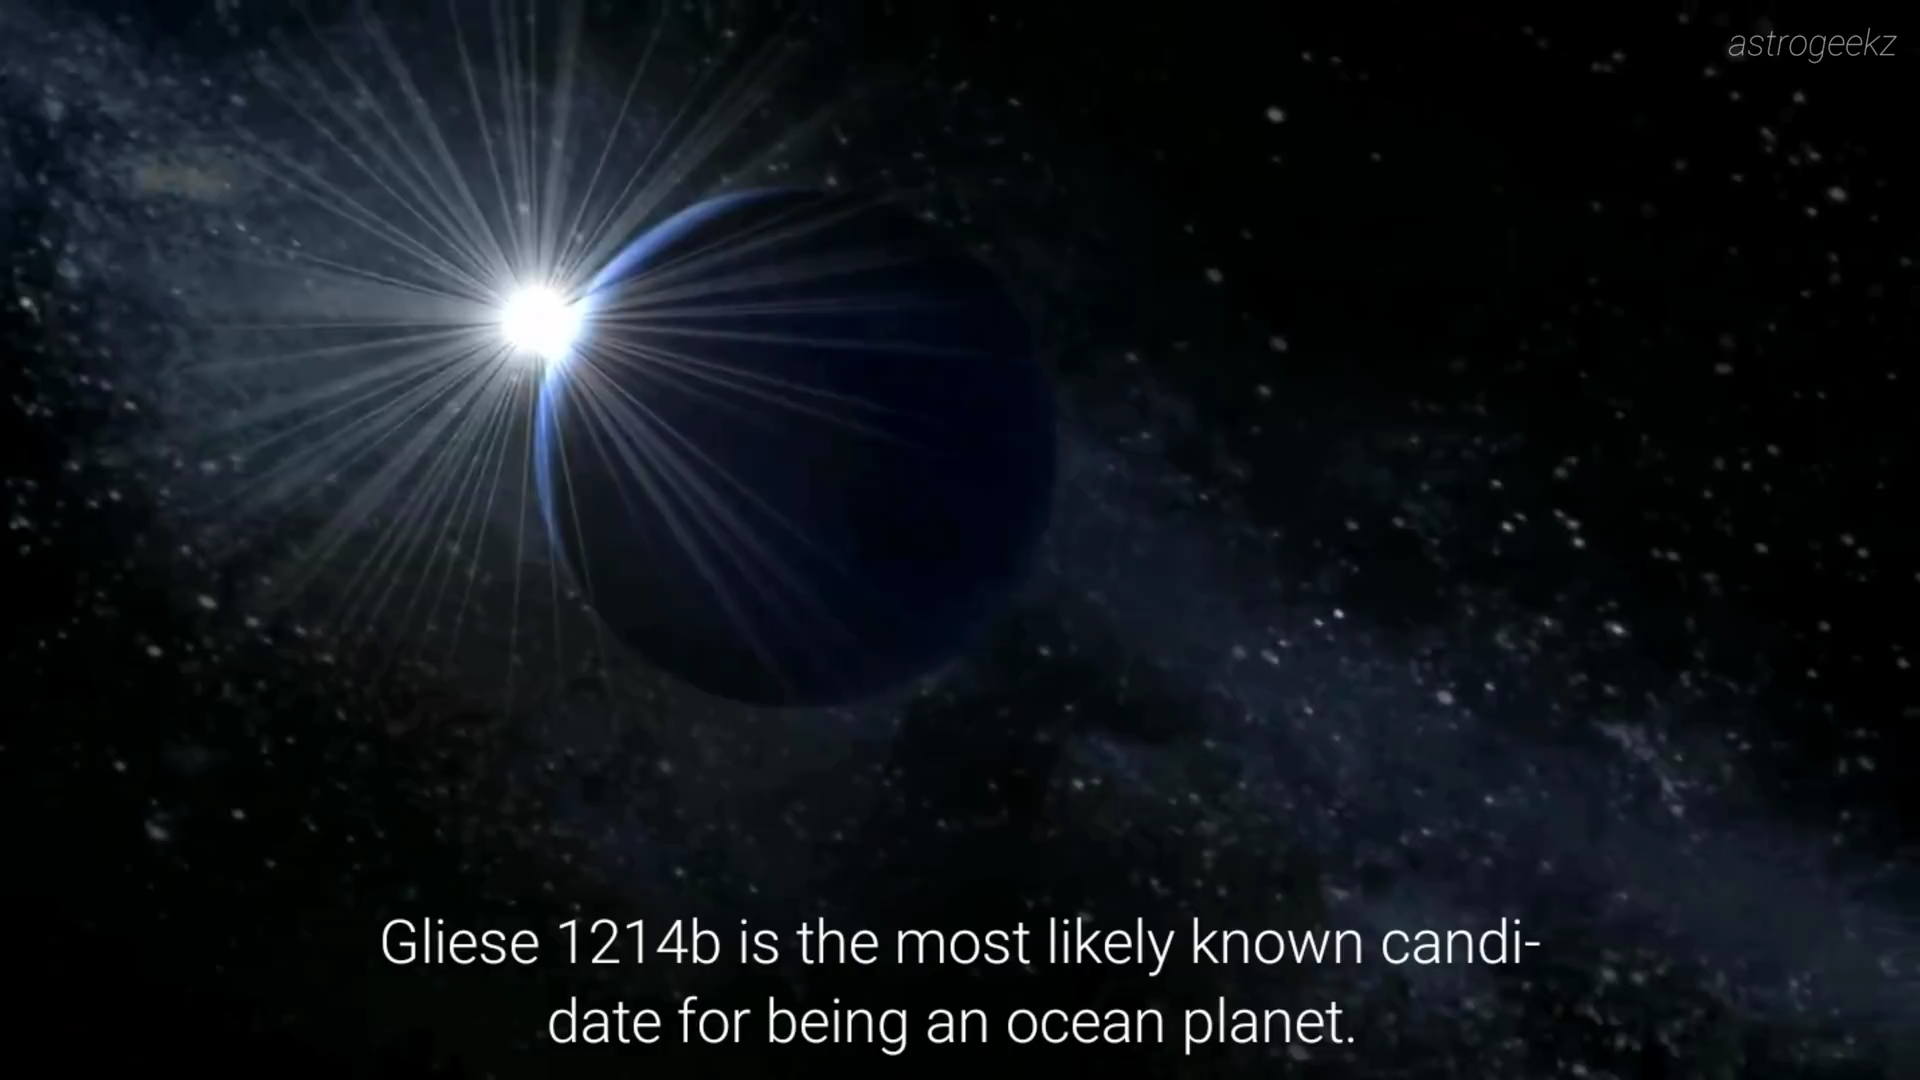 astrogeekz
Gliese 1214b is the most likely known candi-
date for being an ocean planet.